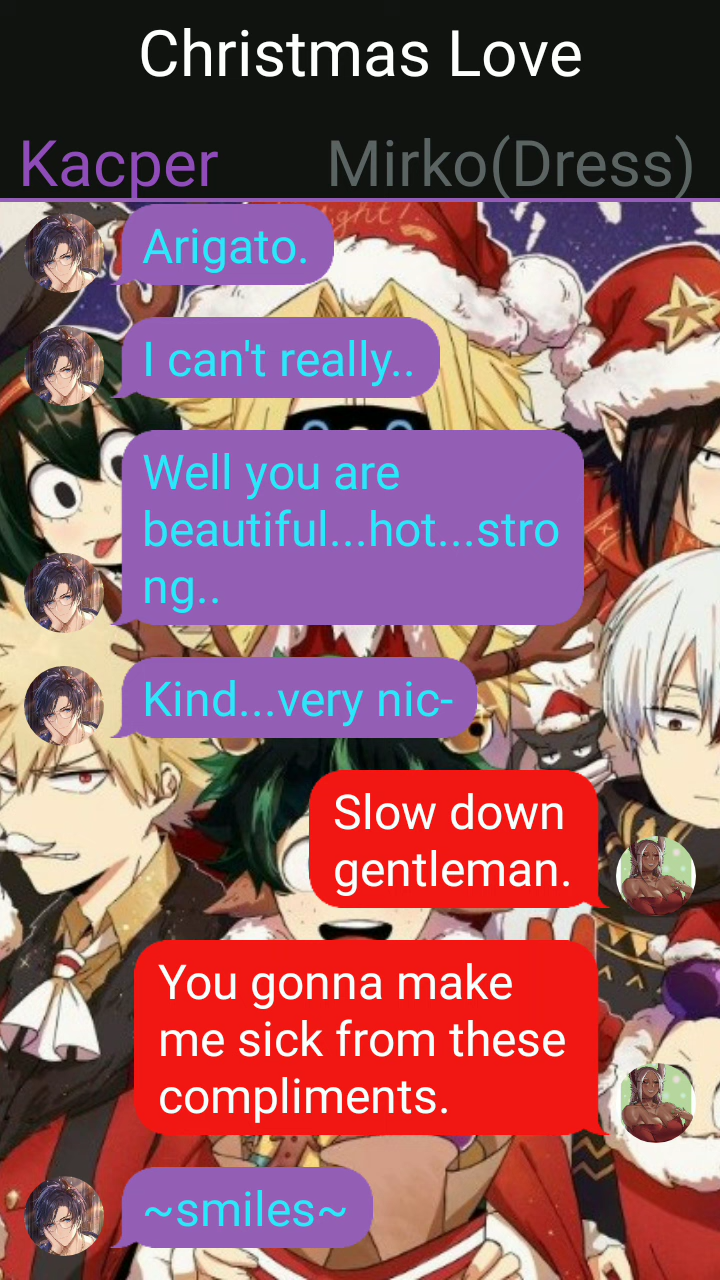 Christmas Love
Kacper Mirko(Dress)
ght!
Arigato.
I can't really..
Well you are
beautiful...hot...stro
ng..
Kind...very nic-
Slow down
gentleman.
You gonna make
me sick from these
compliments.
~smiles~